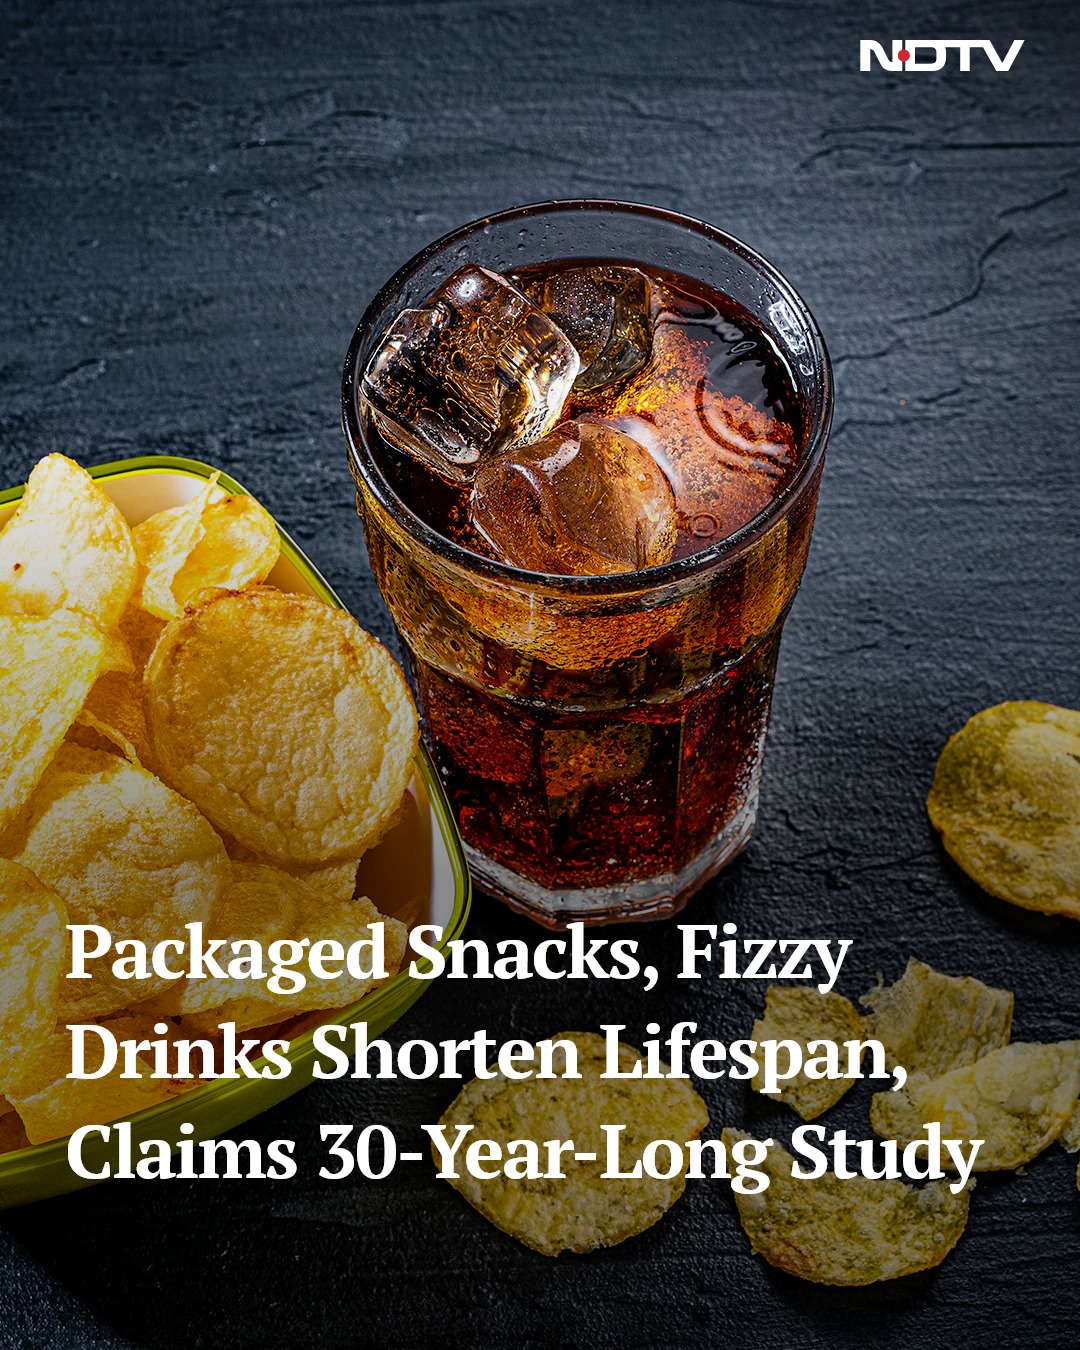 NDTV
Packaged Snacks, Fizzy
Drinks Shorten Lifespan,
Claims 30-Year-Long Study